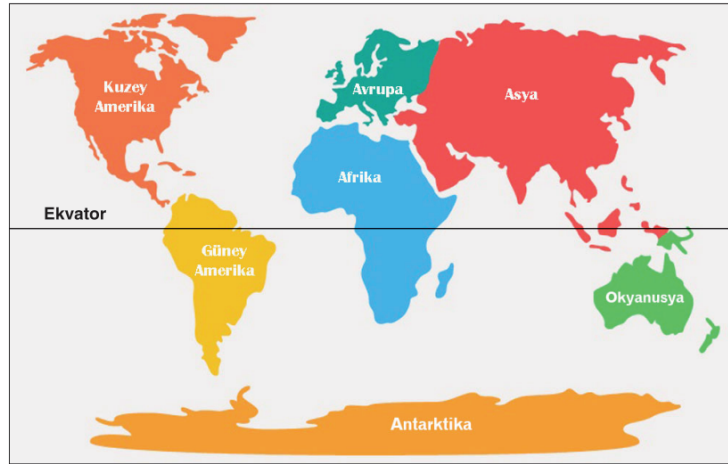 Kuzey
Amerika
Avrupa
Asya
Afrika
Ekvator
Güney
Amerika
Okyanusya
Antarktika